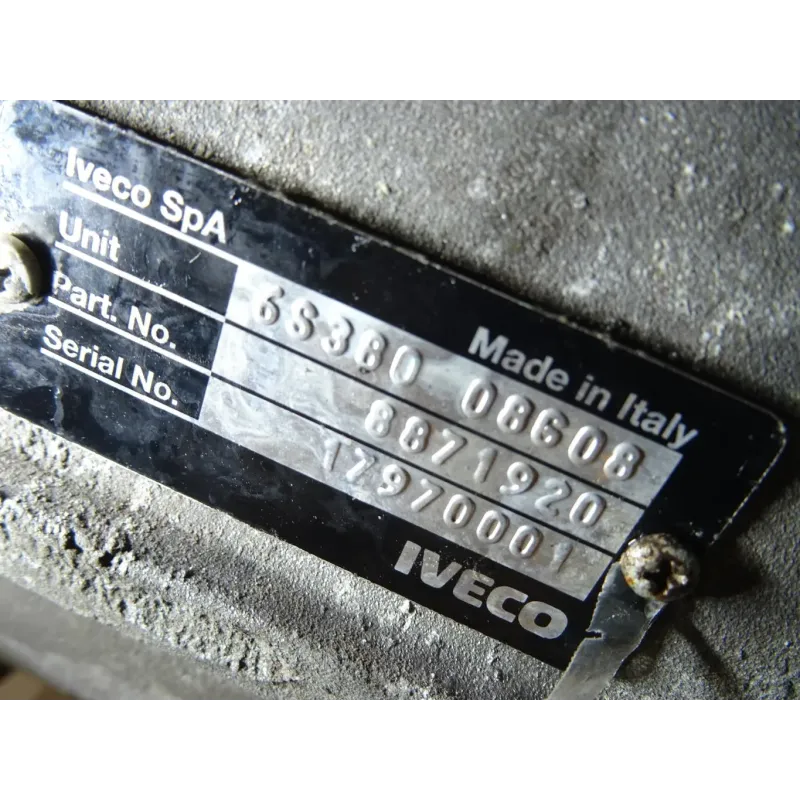 Iveco SpA
Made in Italy
Unit 6S380 08608
Part. No. 8871920
Serial No. 17970001
IVECO